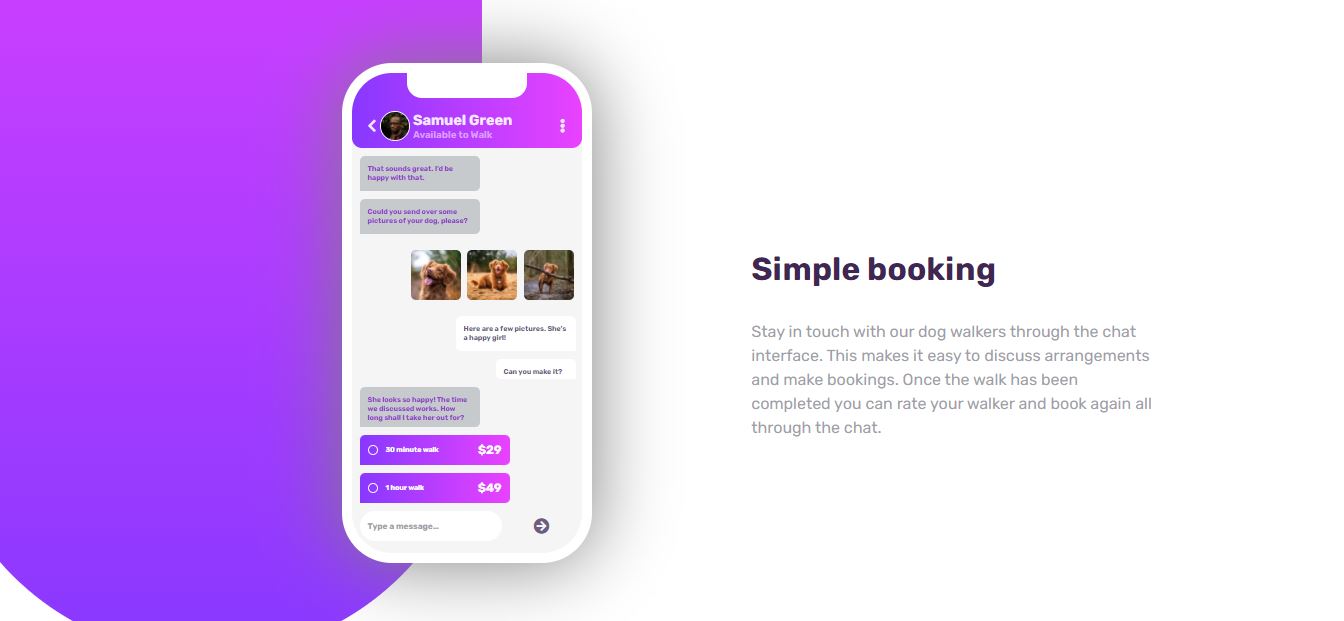 Samuel Green
Available to Walk
That sounds great. I'd be
happy with that.
Could you send over some
pictures of your dog, please?
Here are a few pictures. She's
a happy girl!
Can you make it?
She looks so happy! The time
we discussed works. How
long shall I take her out for?
30 minute walk $29
1 hour walk $49
Type a message...
Simple booking
Stay in touch with our dog walkers through the chat
interface. This makes it easy to discuss arrangements
and make bookings. Once the walk has been
completed you can rate your walker and book again all
through the chat.